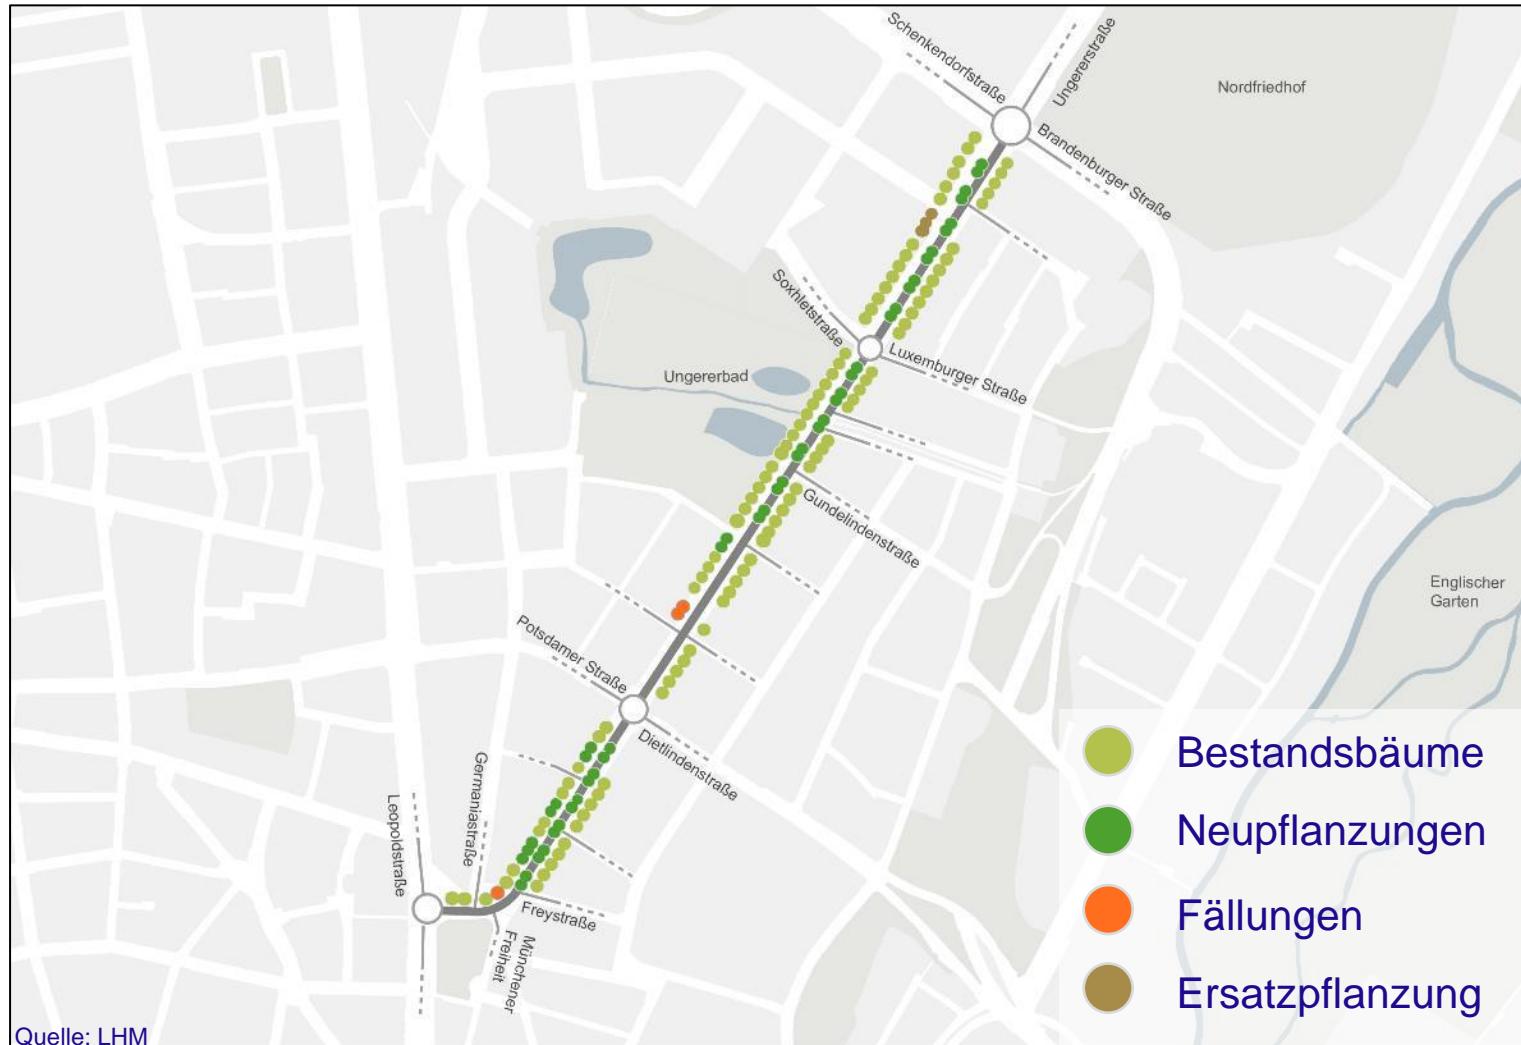 Schenkendorfstraße
Ungererstraße
Nordfriedhof
Brandenburger Straße
Soxhletstraße
Luxemburger Straße
Ungererbad
Gundelindenstraße
Englischer
Garten
Potsdamer Straße
Dietlindenstraße
Germaniastraße
Leopoldstraße
Freystraße
Münchener
Freiheit
Bestandsbäume
Neupflanzungen
Fällungen
Ersatzpflanzung
Quelle: LHM